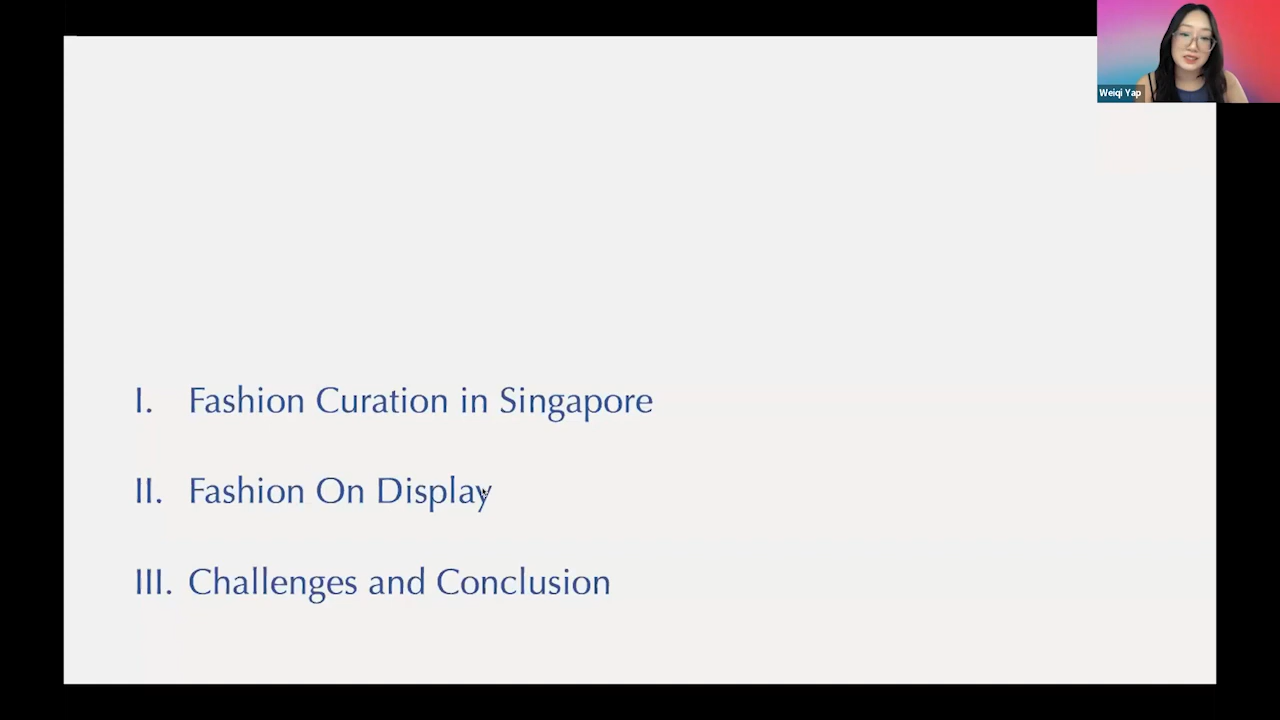 Weiqi Yap
I. Fashion Curation in Singapore
II. Fashion On Display
III. Challenges and Conclusion